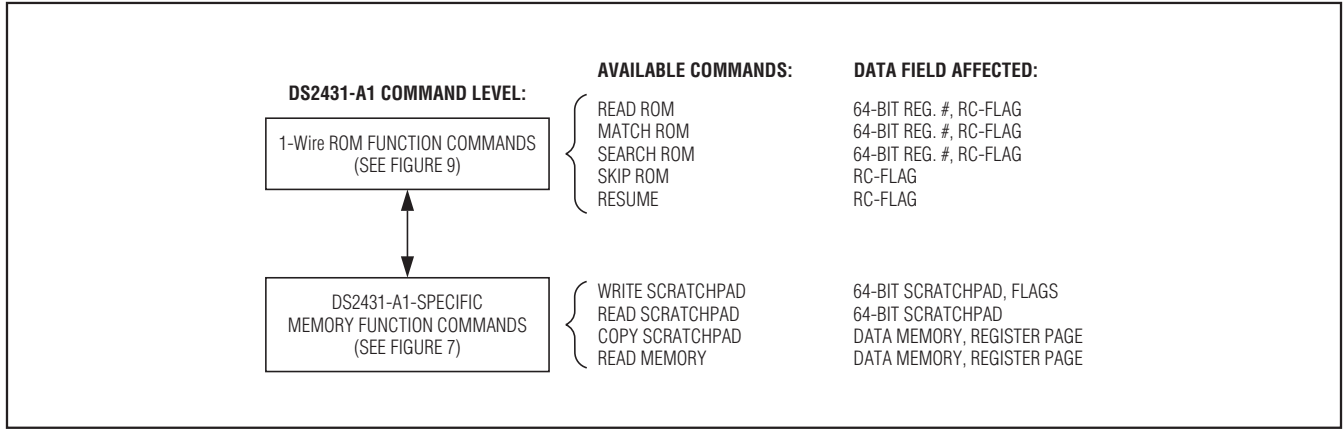 AVAILABLE COMMANDS: DATA FIELD AFFECTED:
DS2431-A1 COMMAND LEVEL:
1-Wire ROM FUNCTION COMMANDS
(SEE FIGURE 9)
READ ROM 64-BIT REG. #, RC-FLAG
MATCH ROM 64-BIT REG. #, RC-FLAG
SEARCH ROM 64-BIT REG. #, RC-FLAG
SKIP ROM RC-FLAG
RESUME RC-FLAG
DS2431-A1-SPECIFIC
MEMORY FUNCTION COMMANDS
(SEE FIGURE 7)
WRITE SCRATCHPAD 64-BIT SCRATCHPAD, FLAGS
READ SCRATCHPAD 64-BIT SCRATCHPAD
COPY SCRATCHPAD DATA MEMORY, REGISTER PAGE
READ MEMORY DATA MEMORY, REGISTER PAGE